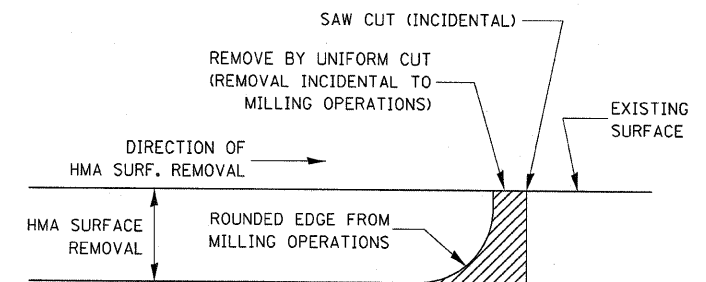 SAW CUT (INCIDENTAL)
REMOVE BY UNIFORM CUT
(REMOVAL INCIDENTAL TO
MILLING OPERATIONS)
EXISTING
SURFACE
DIRECTION OF
HMA SURF. REMOVAL
HMA SURFACE
REMOVAL
ROUNDED EDGE FROM
MILLING OPERATIONS